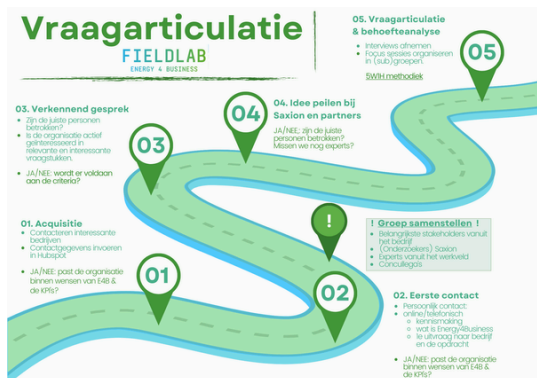 Vraagarticulatie
FIELDLAB
ENERGY 4 BUSINESS
05. Vraagarticulatie
& behoefteanalyse
Interviews afnemen
Focus sessies organiseren
in (sub)groepen.
5W1H methodiek
05
03. Verkennend gesprek
Zijn de juiste personen
betrokken?
Is de organisatie actief
geïnteresseerd in
relevante en interessante
vraagstukken.
JA/NEE: wordt er voldaan
aan de criteria?
03
04
04. Idee peilen bij
Saxion en partners
JA/NEE; zijn de juiste
personen betrokken?
Missen we nog experts?
01. Acquisitie
Contacteren interessante
bedrijven
Contactgegevens invoeren
in Hubspot
JA/NEE: past de organisatie
binnen wensen van E4B &
de KPI's?
01
!
! Groep samenstellen !
Belangrijkste stakeholders vanuit
het bedrijf
(Onderzoekers) Saxion
Experts vanuit het werkveld
Concullega's
02
02. Eerste contact
Persoonlijk contact:
online/telefonisch
kennismaking
wat is Energy4Business
1e uitvraag naar bedrijf
en de opdracht
JA/NEE: past de organisatie
binnen wensen van E4B &
de KPI's?